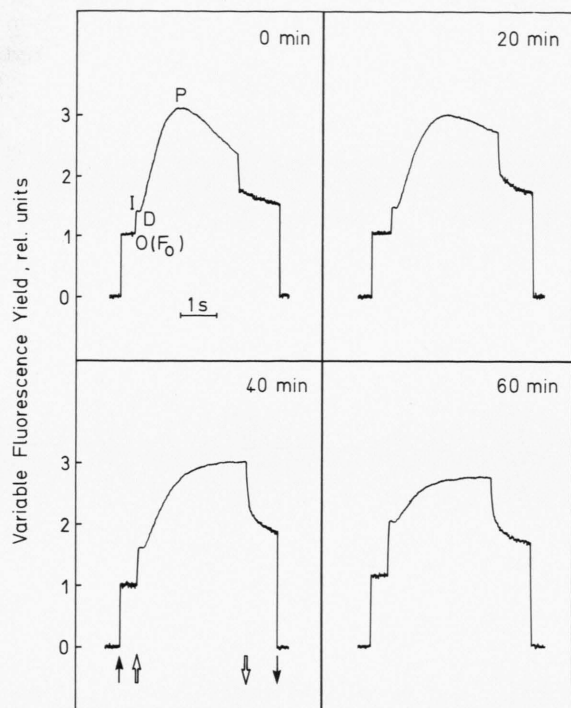 0 min
20 min
P
3
2
I
D
1
O(F₀)
1s
0
40 min
60 min
3
2
1
0
Variable Fluorescence Yield, rel. units